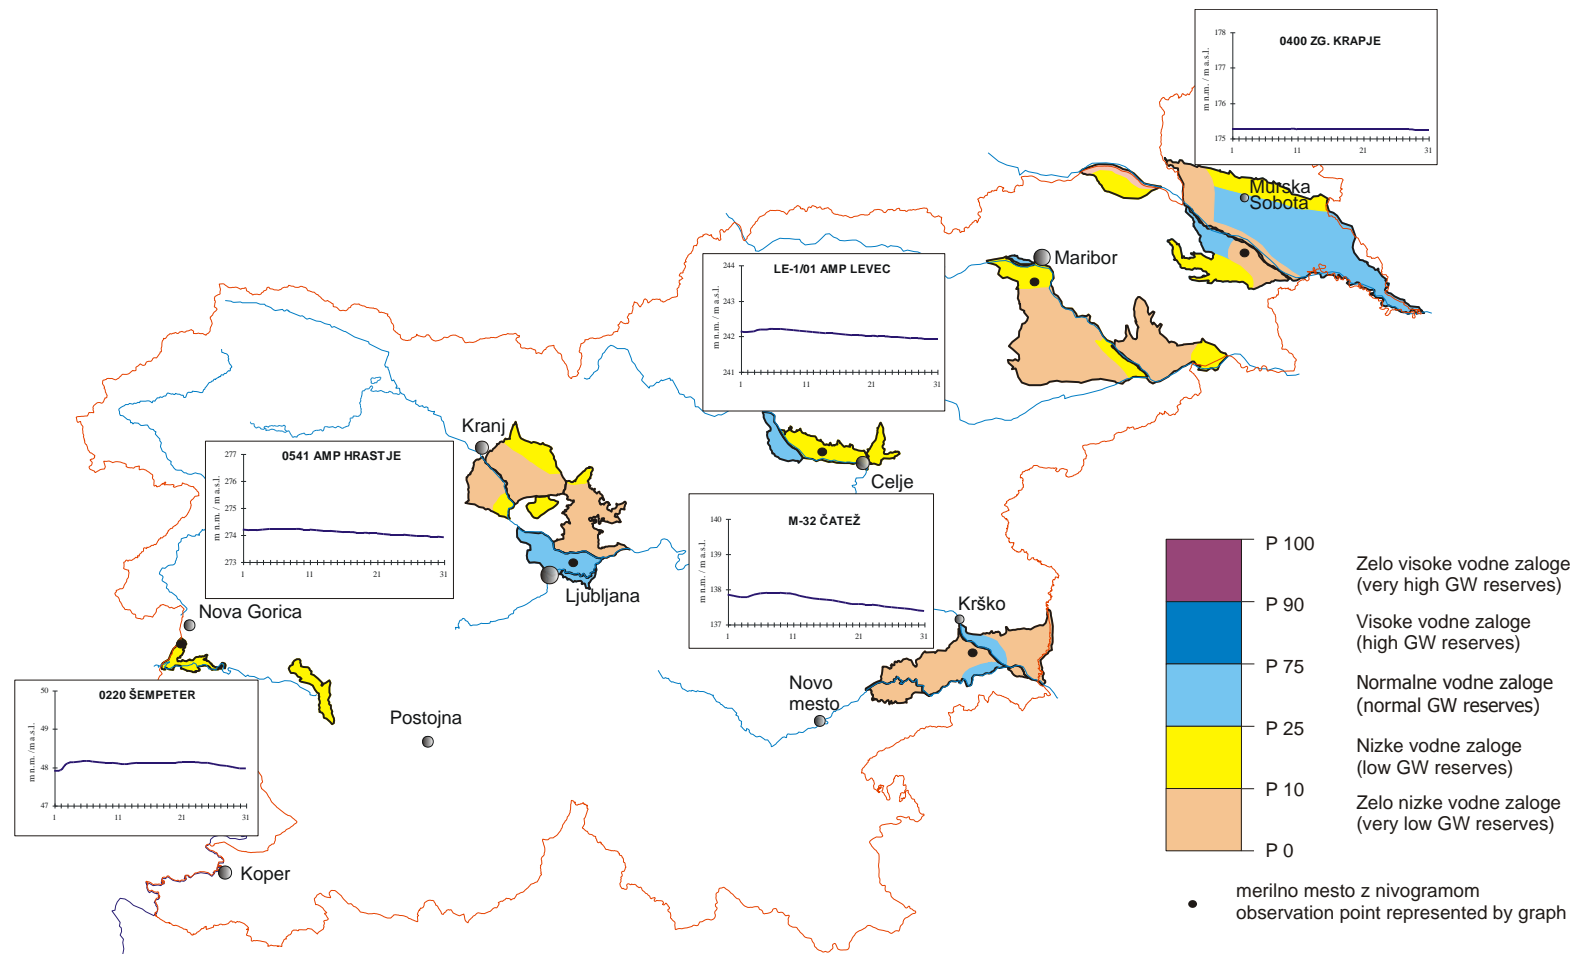 0400 ZG. KRAPJE
m n.m. / m a.s.l.
178
177
176
175
1 11 21 31
Murska
Sobota
Maribor
LE-1/01 AMP LEVEC
m n.m. / m a.s.l.
244
243
242
241
1 11 21 31
Kranj
Celje
0541 AMP HRASTJE
m n.m. / m a.s.l.
277
276
275
274
273
1 11 21 31
M-32 ČATEŽ
m n.m. / m a.s.l.
140
139
138
137
1 11 21 31
Ljubljana
Nova Gorica
Krško
Novo
mesto
Postojna
0220 ŠEMPETER
m n.m. / m a.s.l.
50
49
48
47
1 11 21 31
Koper
P 100
Zelo visoke vodne zaloge
(very high GW reserves)
P 90
Visoke vodne zaloge
(high GW reserves)
P 75
Normalne vodne zaloge
(normal GW reserves)
P 25
Nizke vodne zaloge
(low GW reserves)
P 10
Zelo nizke vodne zaloge
(very low GW reserves)
P 0
merilno mesto z nivogramom
observation point represented by graph